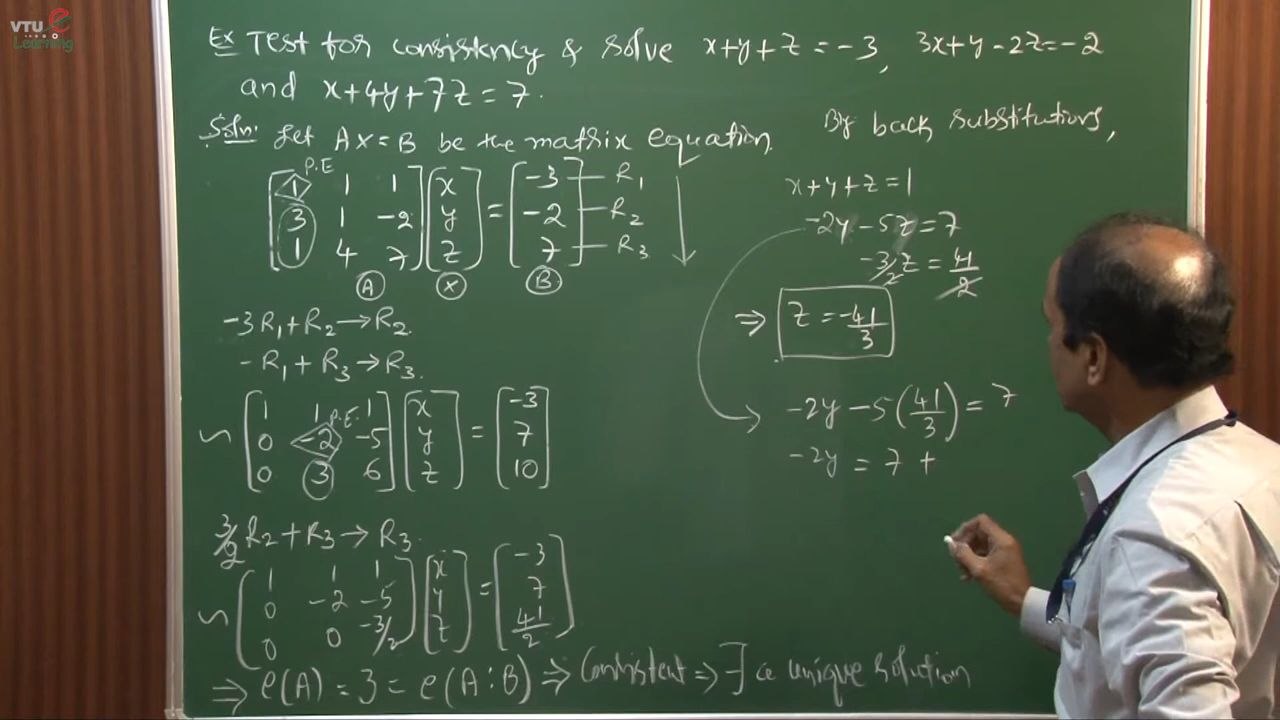 VTU e Learning
Ex Test for consistency & solve x+y+z = -3, 3x+y-2z=-2
and x+4y+7z = 7.
Soln: Let AX=B be the matrix equation.
P.E
[1 1 1] [x] = [-3] — R1
[3 1 -2] [y] = [-2] — R2
[1 4 7] [z] = [7] — R3
A X B
-3R1+R2→R2.
-R1+R3→R3.
~ [1 1 1] [x] = [-3]
P.E.
[0 -2 -5] [y] = [7]
[0 3 6] [z] = [10]
3/2 R2+R3→R3.
~ [1 1 1] [x] = [-3]
[0 -2 -5] [y] = [7]
[0 0 -3/2] [z] = [41/2]
⇒ ρ(A) = 3 = ρ(A:B) ⇒ Consistent ⇒ ∃ a unique solution
By back substitutions,
x+y+z=1
-2y-5z=7
-3/2 z = 41/2
⇒ z = -41/3
-2y-5(41/3)=7
-2y = 7 +